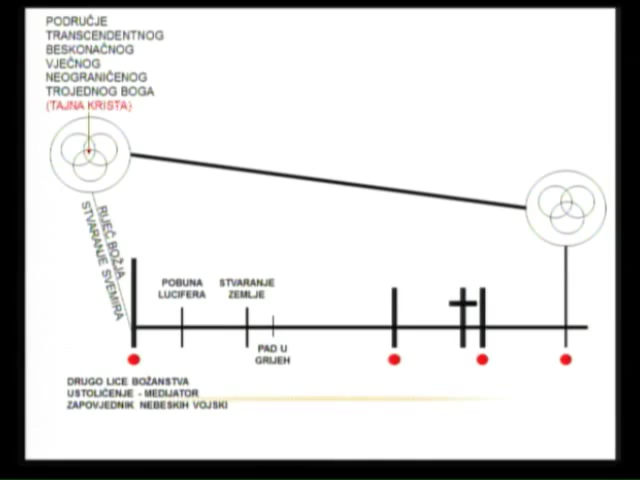 PODRUČJE
TRANSCENDENTNOG
BESKONAČNOG
VJEČNOG
NEOGRANIČENOG
TROJEDNOG BOGA
(TAJNA KRISTA)
RIJEČ BOŽJA
STVARANJE SVEMIRA
POBUNA
LUCIFERA
STVARANJE
ZEMLJE
PAD U
GRIJEH
DRUGO LICE BOŽANSTVA
USTOLIČENJE - MEDIJATOR
ZAPOVJEDNIK NEBESKIH VOJSKI